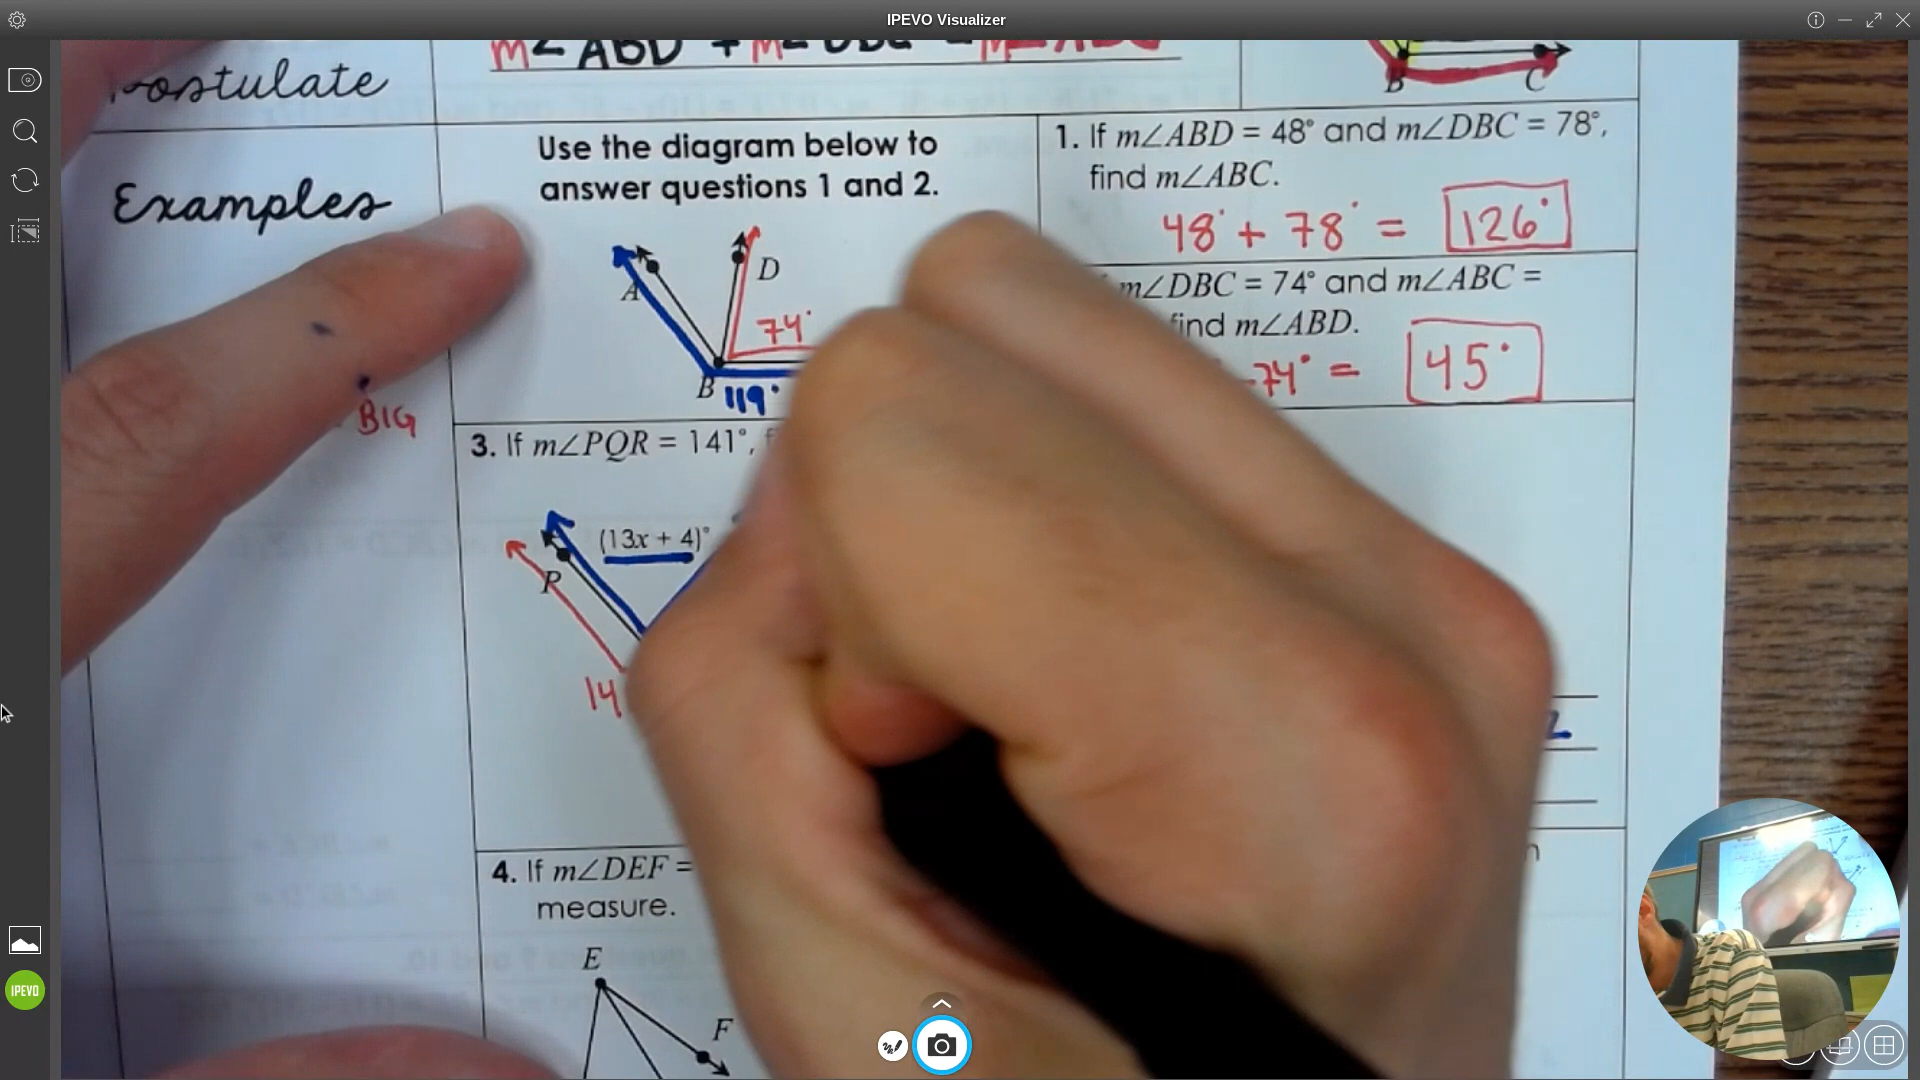 IPEVO Visualizer
m∠ABD + m∠DBC = m∠ABC
Postulate
B
C
Use the diagram below to
answer questions 1 and 2.
1. If m∠ABD = 48° and m∠DBC = 78°,
find m∠ABC.
48° + 78° = 126°
Examples
A
D
74°
B
119°
m∠DBC = 74° and m∠ABC =
find m∠ABD.
-74° = 45°
BIG
3. If m∠PQR = 141°,
(13x + 4)°
P
14
4. If m∠DEF =
measure.
E
F
IPEVO